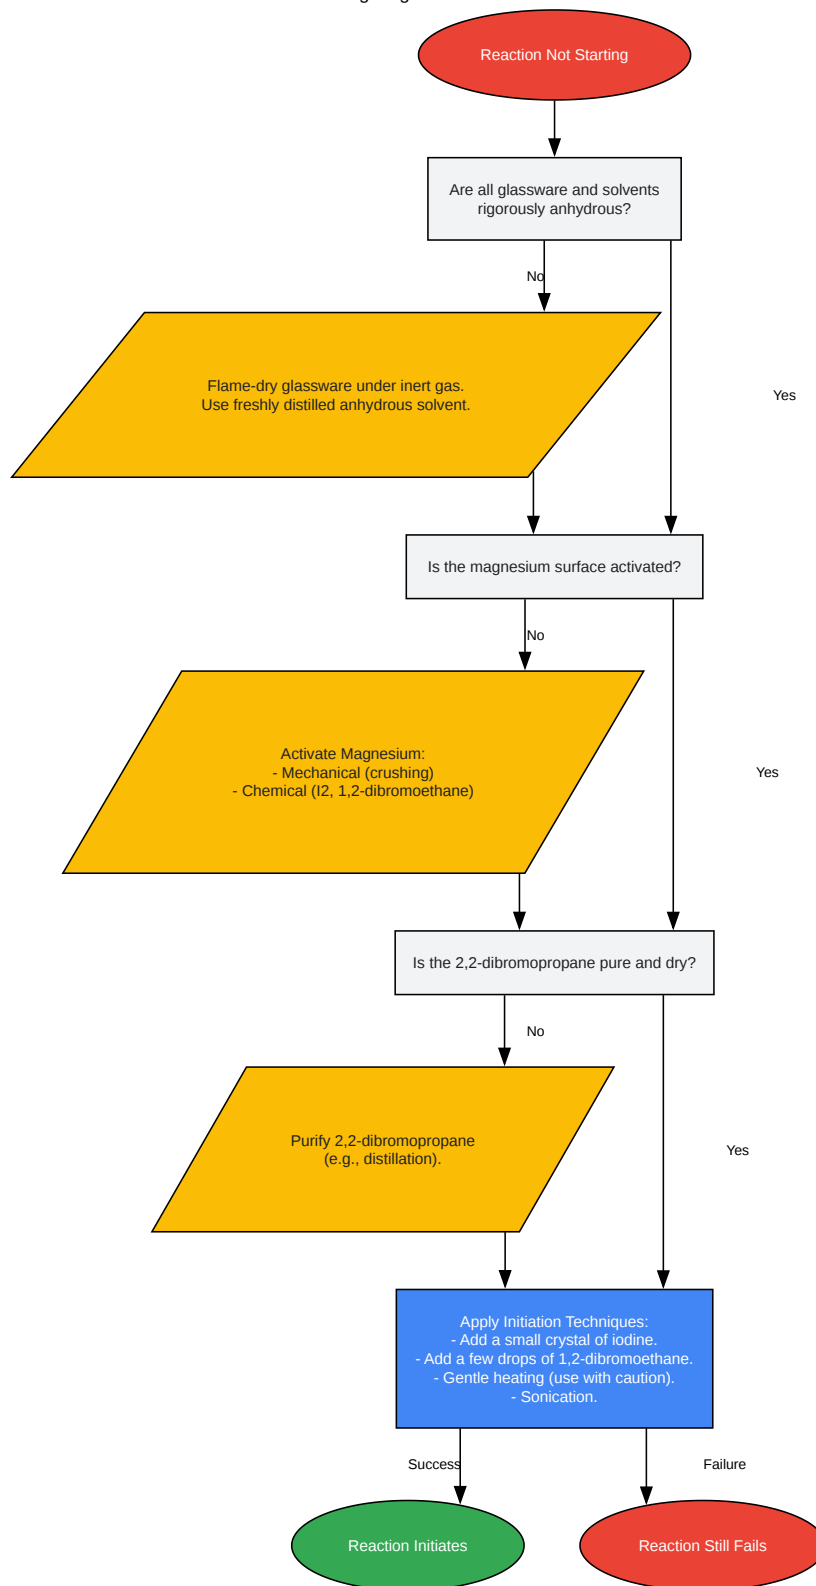 Reaction Not Starting
Are all glassware and solvents
rigorously anhydrous?
No
Flame-dry glassware under inert gas.
Use freshly distilled anhydrous solvent.
Yes
Is the magnesium surface activated?
No
Activate Magnesium:
- Mechanical (crushing)
- Chemical (I2, 1,2-dibromoethane)
Yes
Is the 2,2-dibromopropane pure and dry?
No
Purify 2,2-dibromopropane
(e.g., distillation).
Yes
Apply Initiation Techniques:
- Add a small crystal of iodine.
- Add a few drops of 1,2-dibromoethane.
- Gentle heating (use with caution).
- Sonication.
Success
Failure
Reaction Initiates
Reaction Still Fails